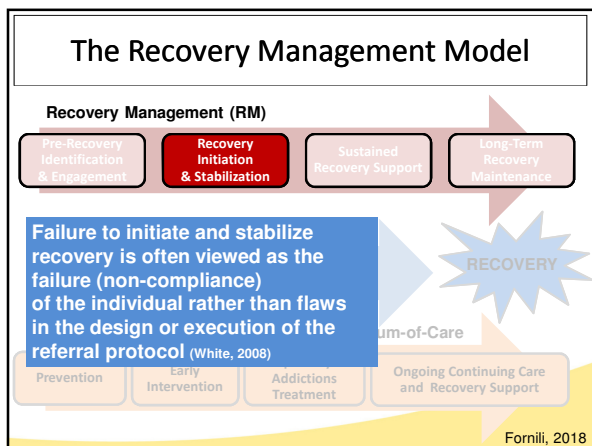 The Recovery Management Model
Recovery Management (RM)
Pre-Recovery
Identification
& Engagement
Recovery
Initiation
& Stabilization
Sustained
Recovery Support
Long-Term
Recovery
Maintenance
Failure to initiate and stabilize
recovery is often viewed as the
failure (non-compliance)
of the individual rather than flaws
in the design or execution of the
referral protocol (White, 2008)
RECOVERY
um-of-Care
Prevention
Early
Intervention
Addictions
Treatment
Ongoing Continuing Care
and Recovery Support
Fornili, 2018